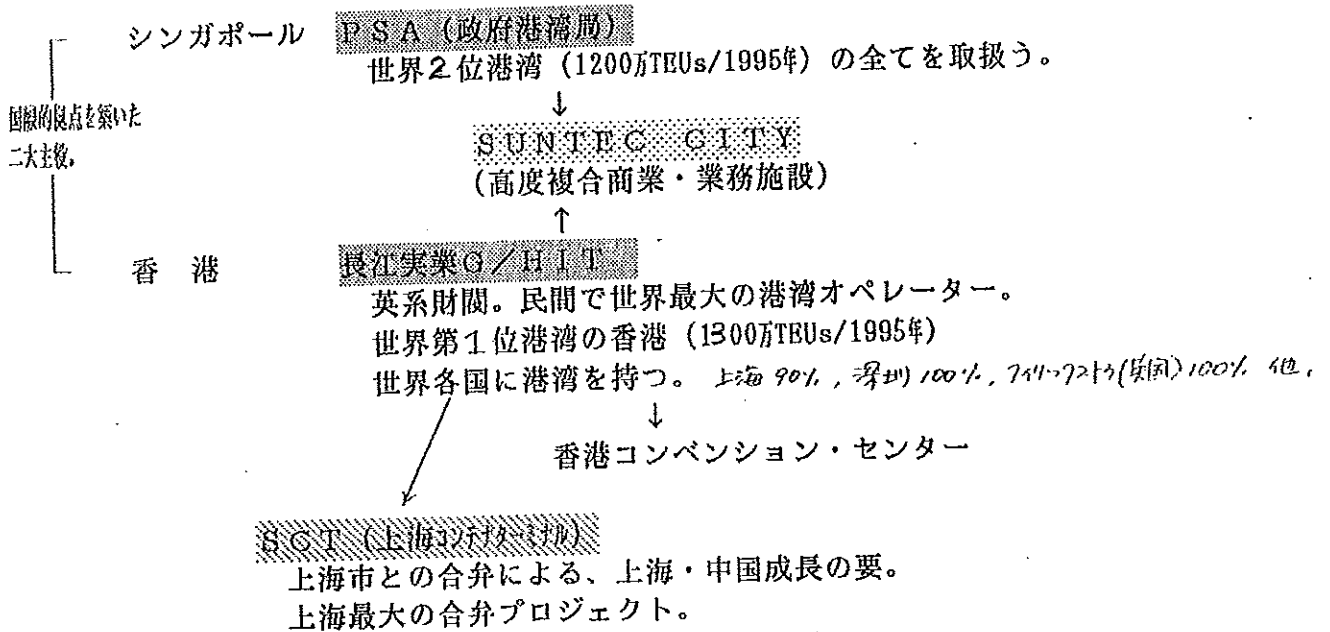 シンガポール PSA (政府港湾局)
世界2位港湾 (1200万TEUs/1995年) の全てを取扱う。
↓
国際的拠点を築いた
二大主役。
SUNTEC CITY
(高度複合商業・業務施設)
↑
香 港 長江実業G/HIT
英系財閥。民間で世界最大の港湾オペレーター。
世界第1位港湾の香港 (1300万TEUs/1995年)
世界各国に港湾を持つ。 上海 90%, 深圳 100%, (英国) 100% 他,
↓
香港コンベンション・センター
SCT (上海コンテナターミナル)
上海市との合弁による、上海・中国成長の要。
上海最大の合弁プロジェクト。